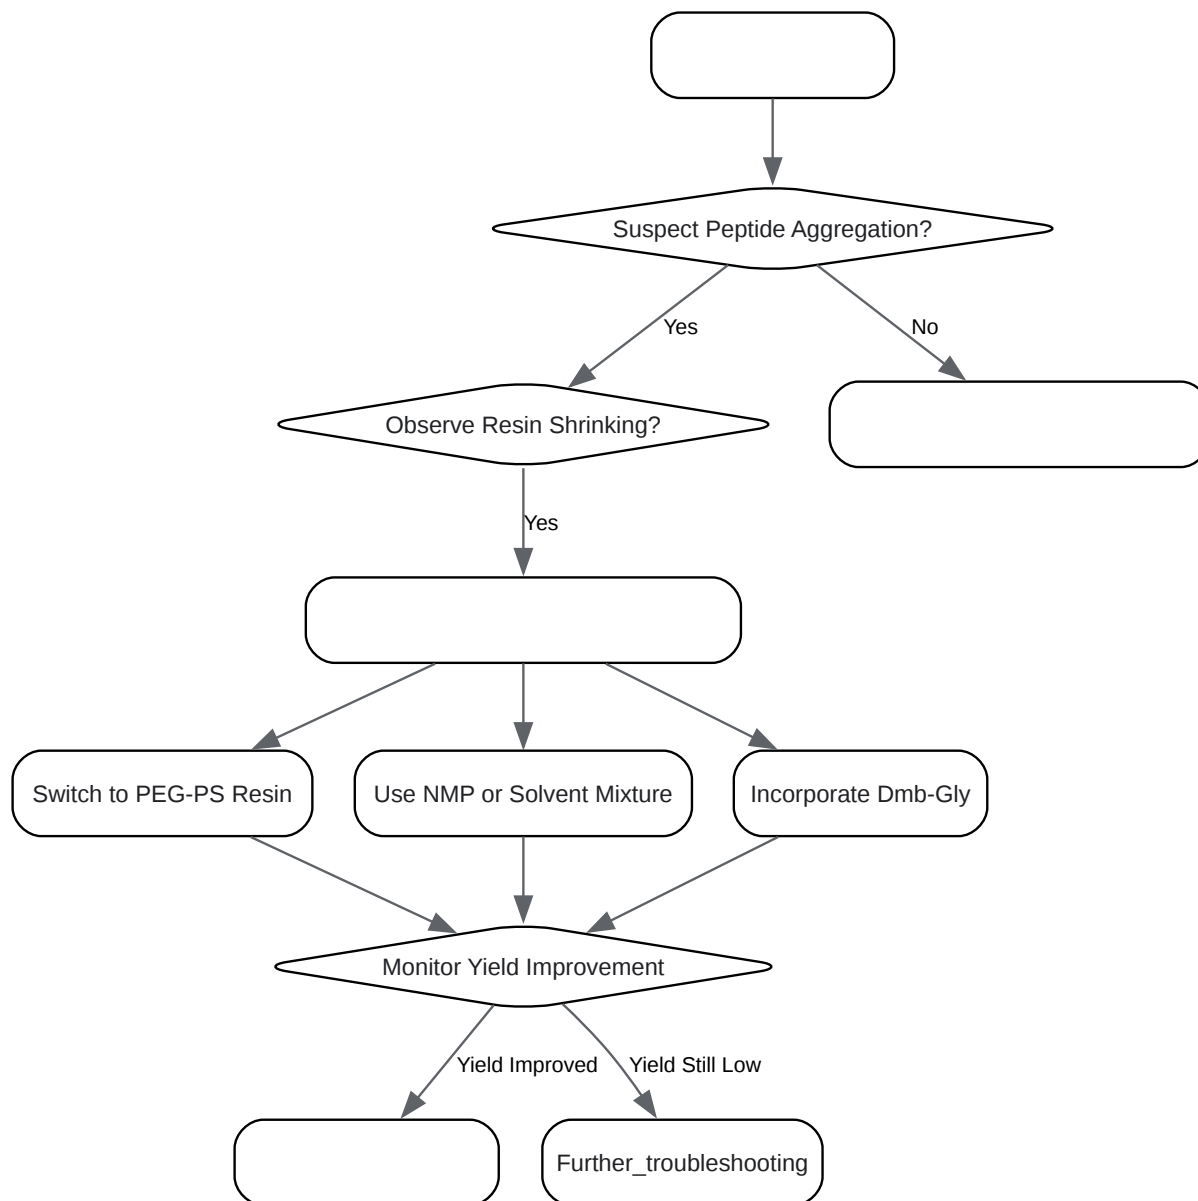 Suspect Peptide Aggregation?
Yes
No
Observe Resin Shrinking?
Yes
Switch to PEG-PS Resin
Use NMP or Solvent Mixture
Incorporate Dmb-Gly
Monitor Yield Improvement
Yield Improved
Yield Still Low
Further_troubleshooting